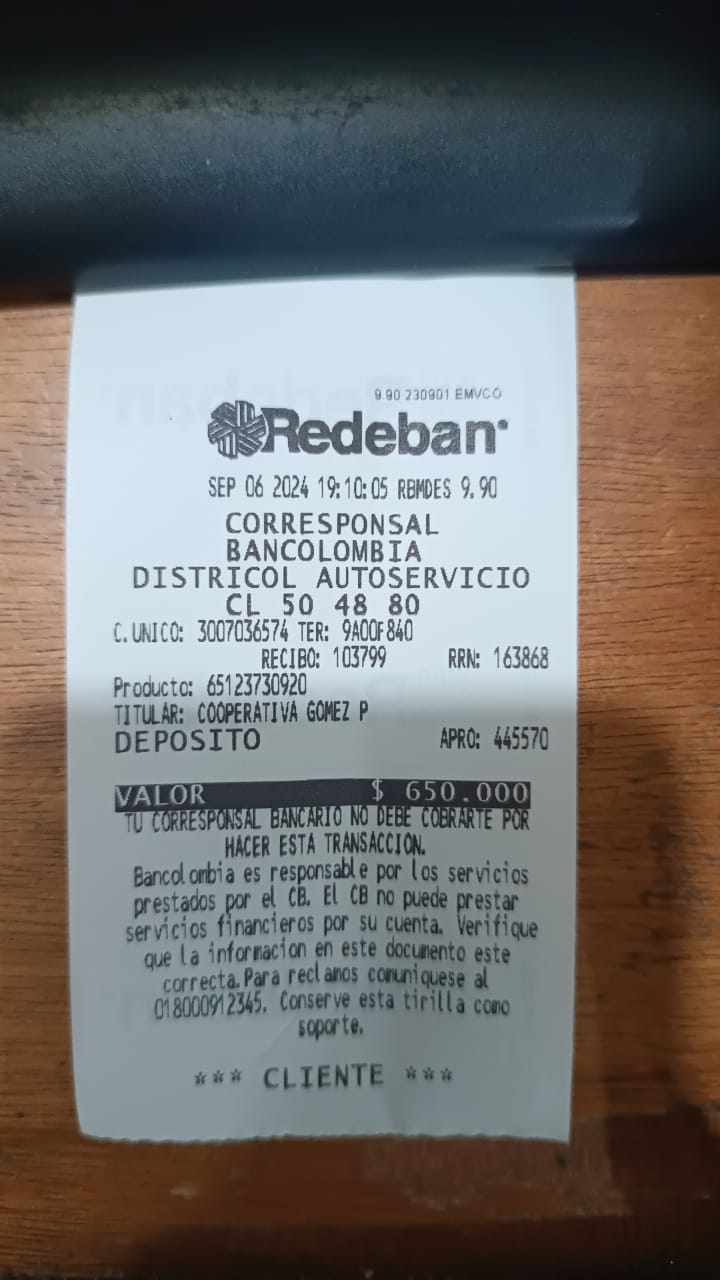 9 90 230901 EMVCO
Redeban
SEP 06 2024 19:10:05 RBMDES 9.90
CORRESPONSAL
BANCOLOMBIA
DISTRICOL AUTOSERVICIO
CL 50 48 80
C. UNICO: 3007036574 TER: 9A00F840
RECIBO: 103799 RRN: 163868
Producto: 65123730920
TITULAR: COOPERATIVA GOMEZ P
DEPOSITO APRO: 445570
VALOR $ 650.000
TU CORRESPONSAL BANCARIO NO DEBE COBRARTE POR
HACER ESTA TRANSACCION.
Bancolombia es responsable por los servicios
prestados por el CB. El CB no puede prestar
servicios financieros por su cuenta. Verifique
que la informacion en este documento este
correcta. Para reclamos comuniquese al
018000912345. Conserve esta tirilla como
soporte.
*** CLIENTE ***